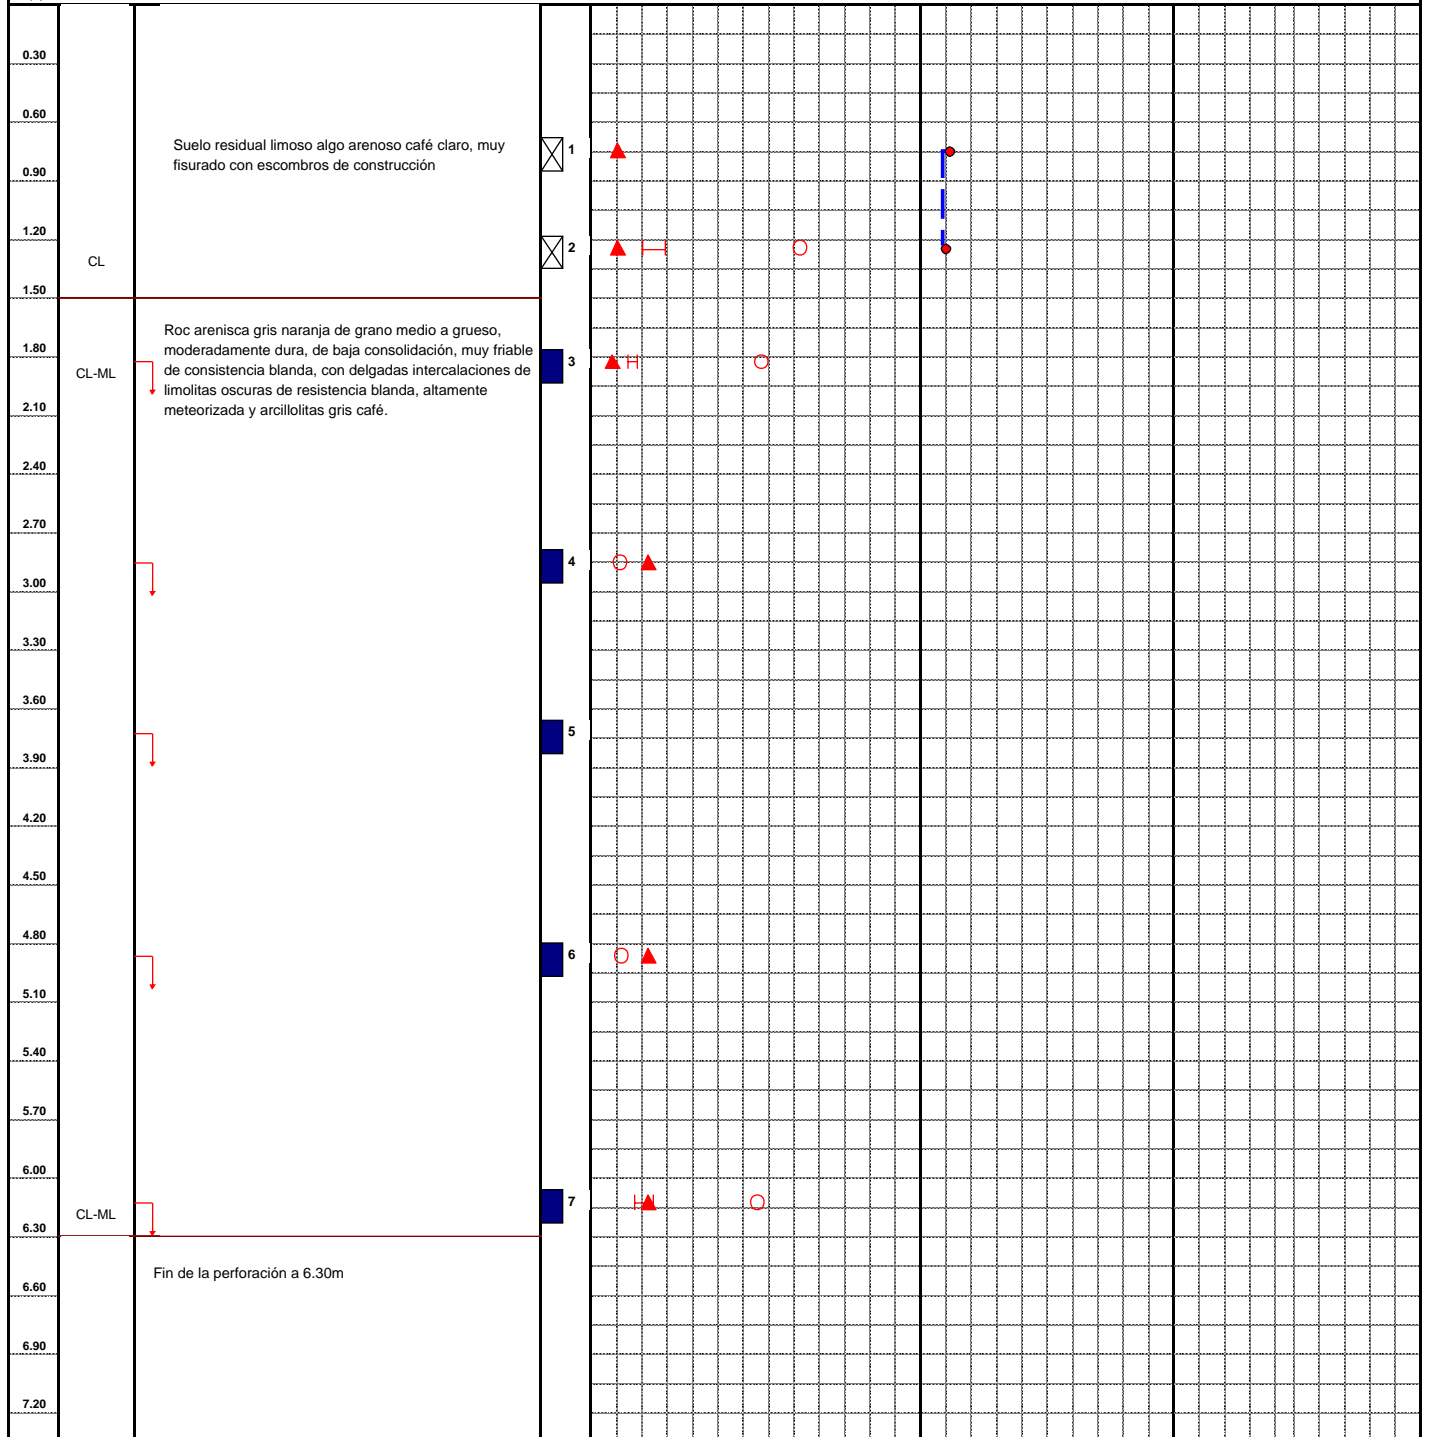 0.30
0.60
Suelo residual limoso algo arenoso café claro, muy
fisurado con escombros de construcción
1
0.90
1.20
2
CL
1.50
Roc arenisca gris naranja de grano medio a grueso,
moderadamente dura, de baja consolidación, muy friable
de consistencia blanda, con delgadas intercalaciones de
limolitas oscuras de resistencia blanda, altamente
meteorizada y arcillolitas gris café.
1.80
3
CL-ML
2.10
2.40
2.70
4
3.00
3.30
3.60
5
3.90
4.20
4.50
4.80
6
5.10
5.40
5.70
6.00
7
CL-ML
6.30
Fin de la perforación a 6.30m
6.60
6.90
7.20